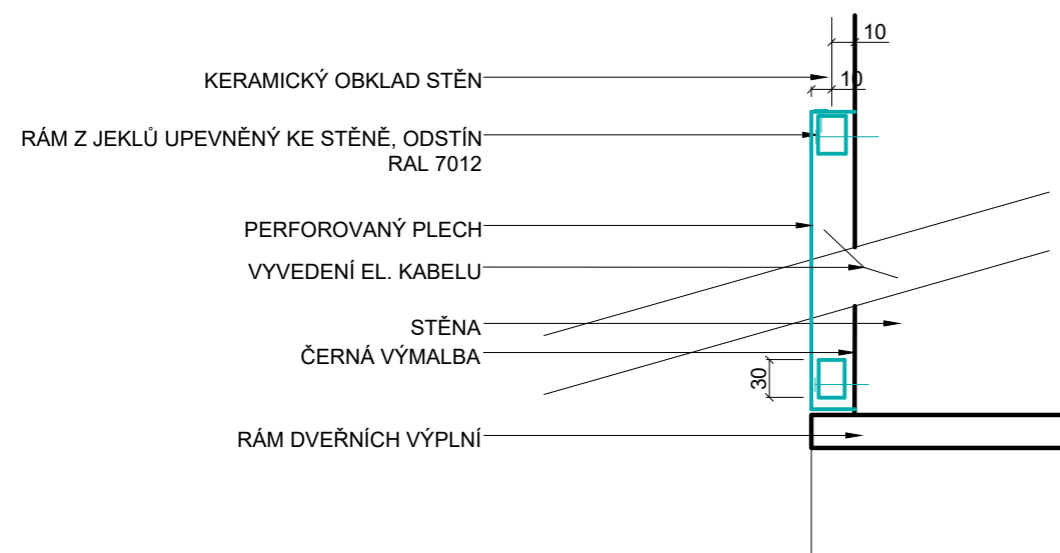 10
KERAMICKÝ OBKLAD STĚN
10
RÁM Z JEKLŮ UPEVNĚNÝ KE STĚNĚ, ODSTÍN
RAL 7012
PERFOROVANÝ PLECH
VYVEDENÍ EL. KABELU
STĚNA
ČERNÁ VÝMALBA
30
RÁM DVEŘNÍCH VÝPLNÍ